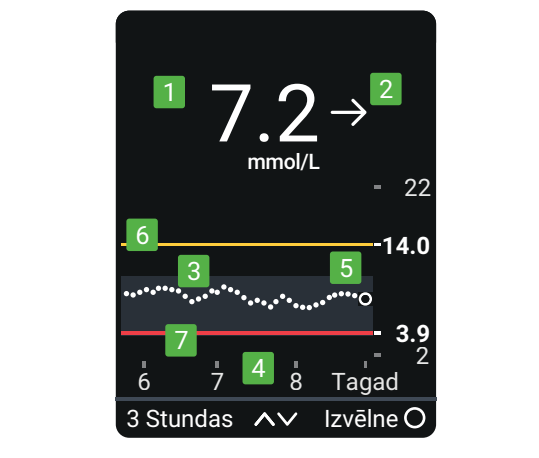 1 7.2 → 2
mmol/L
22
6
14.0
3 5
7 3.9
4 2
6 7 8 Tagad
3 Stundas Izvēlne